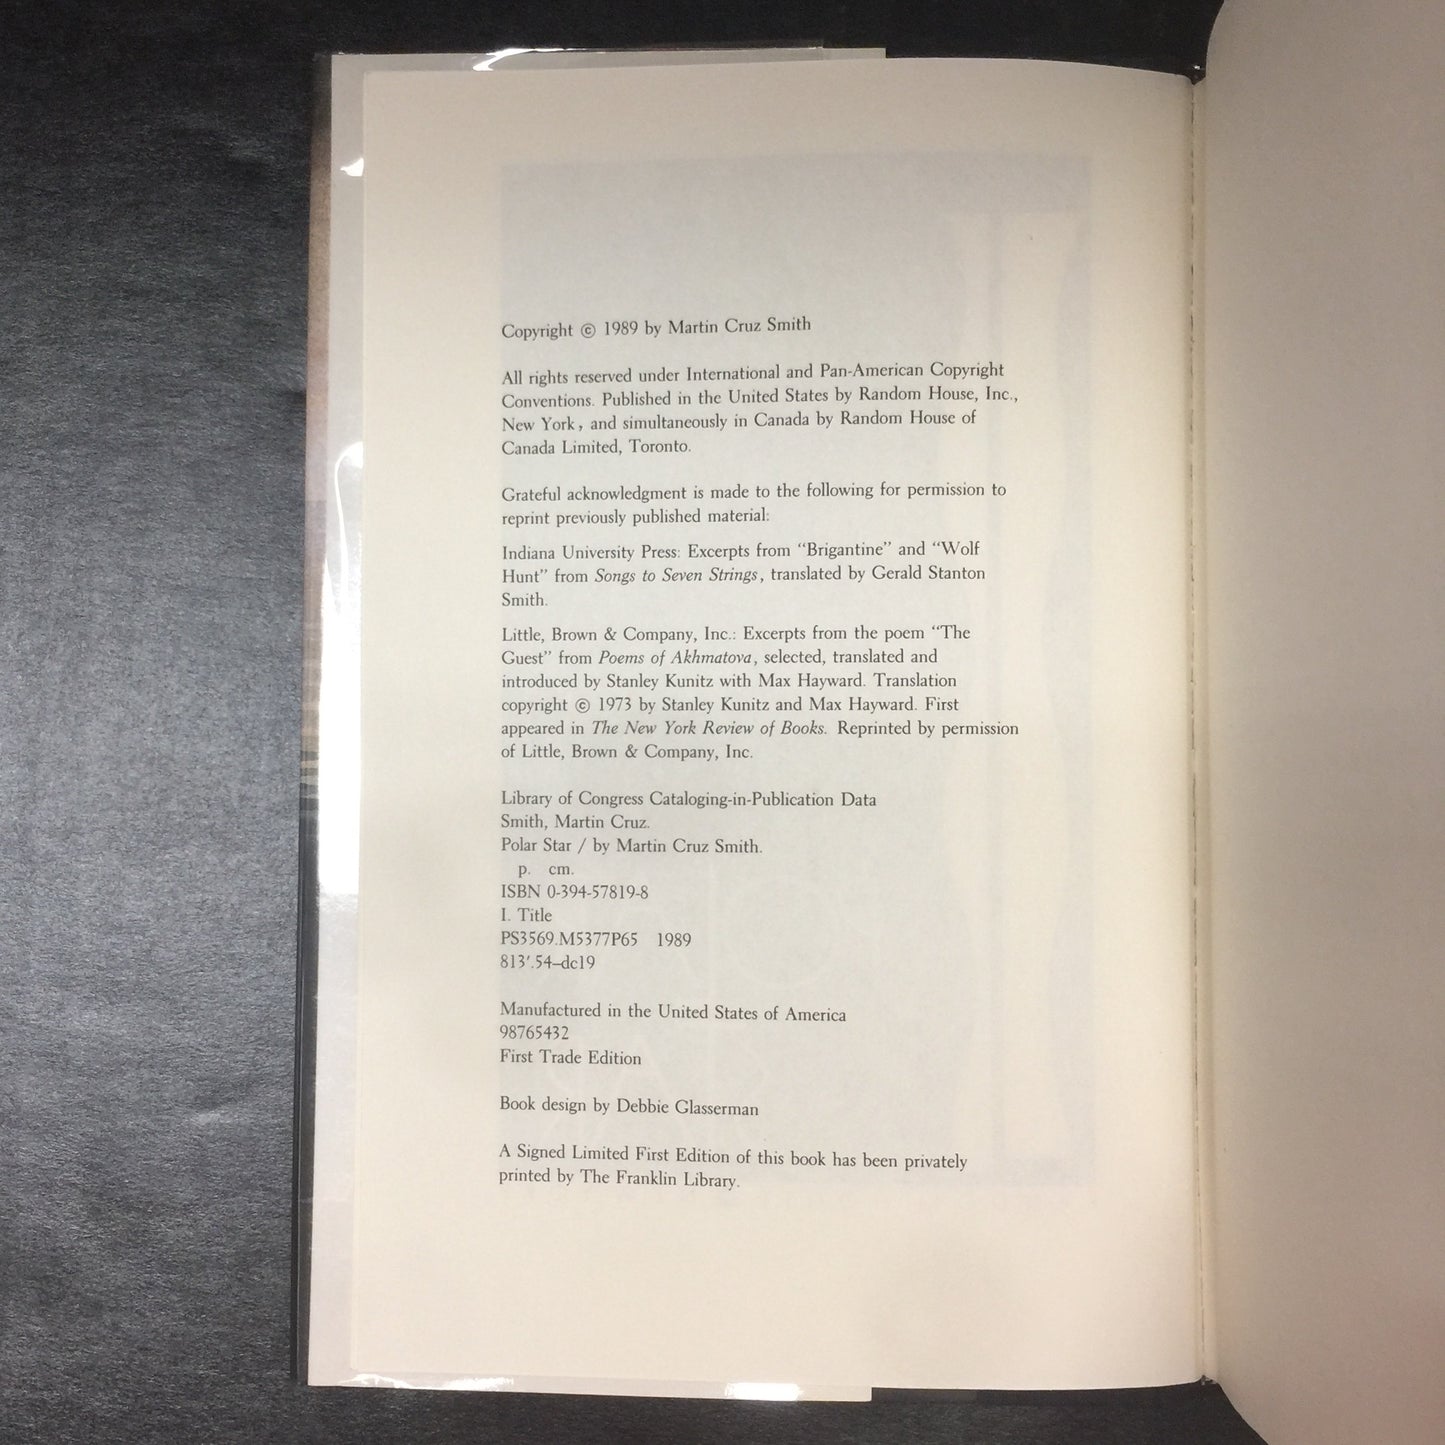 Copyright © 1989 by Martin Cruz Smith
All rights reserved under International and Pan-American Copyright
Conventions. Published in the United States by Random House, Inc.,
New York, and simultaneously in Canada by Random House of
Canada Limited, Toronto.
Grateful acknowledgment is made to the following for permission to
reprint previously published material:
Indiana University Press: Excerpts from “Brigantine” and “Wolf
Hunt” from Songs to Seven Strings, translated by Gerald Stanton
Smith.
Little, Brown & Company, Inc.: Excerpts from the poem “The
Guest” from Poems of Akhmatova, selected, translated and
introduced by Stanley Kunitz with Max Hayward. Translation
copyright © 1973 by Stanley Kunitz and Max Hayward. First
appeared in The New York Review of Books. Reprinted by permission
of Little, Brown & Company, Inc.
Library of Congress Cataloging-in-Publication Data
Smith, Martin Cruz.
Polar Star / by Martin Cruz Smith.
p. cm.
ISBN 0-394-57819-8
I. Title
PS3569.M5377P65 1989
813′.54–dc19
Manufactured in the United States of America
98765432
First Trade Edition
Book design by Debbie Glasserman
A Signed Limited First Edition of this book has been privately
printed by The Franklin Library.